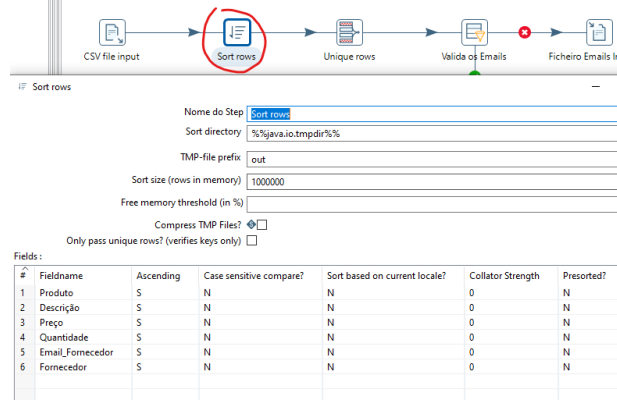 CSV file input
Sort rows
Unique rows
Valida os Emails
Ficheiro Emails
Sort rows
Nome do Step Sort rows
Sort directory %%java.io.tmpdir%%
TMP-file prefix out
Sort size (rows in memory) 1000000
Free memory threshold (in %)
Compress TMP Files?
Only pass unique rows? (verifies keys only)
Fields :
# Fieldname Ascending Case sensitive compare? Sort based on current locale? Collator Strength Presorted?
1 Produto S N N 0 N
2 Descrição S N N 0 N
3 Preço S N N 0 N
4 Quantidade S N N 0 N
5 Email_Fornecedor S N N 0 N
6 Fornecedor S N N 0 N